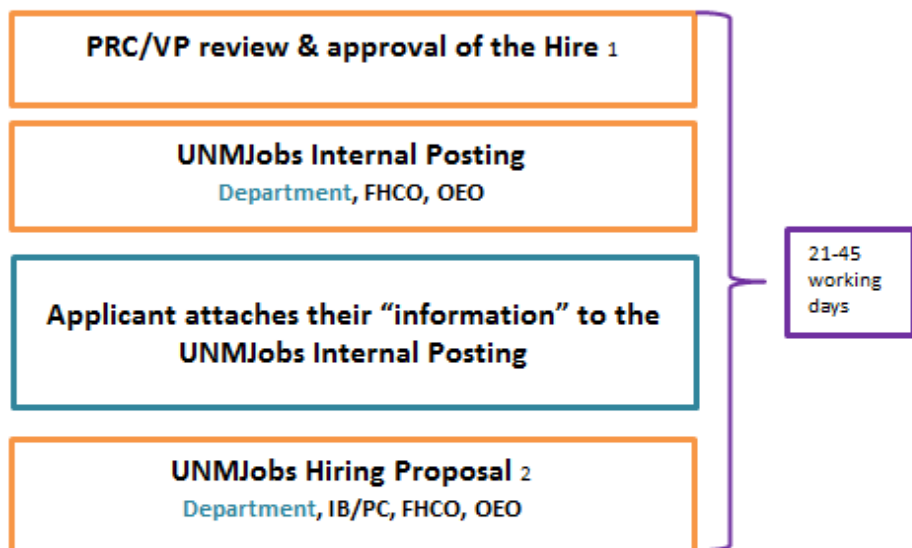 PRC/VP review & approval of the Hire 1
UNMJobs Internal Posting
Department, FHCO, OEO
21-45
working
days
Applicant attaches their “information” to the
UNMJobs Internal Posting
UNMJobs Hiring Proposal 2
Department, IB/PC, FHCO, OEO